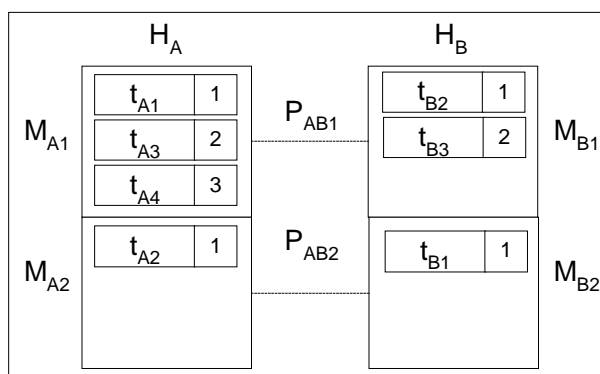 H_A H_B
t_A1 1 t_B2 1
M_A1 t_A3 2 P_AB1 t_B3 2 M_B1
t_A4 3
t_A2 1 P_AB2 t_B1 1
M_A2 M_B2